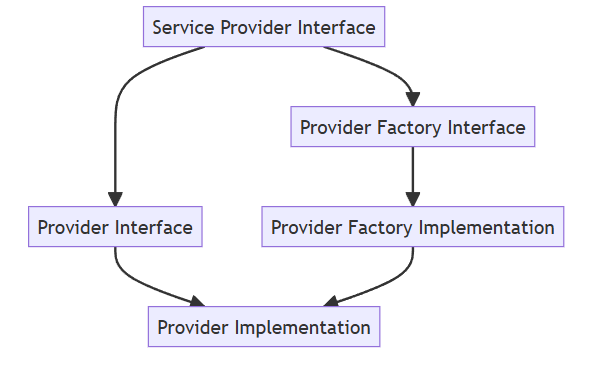 Service Provider Interface
Provider Factory Interface
Provider Interface
Provider Factory Implementation
Provider Implementation